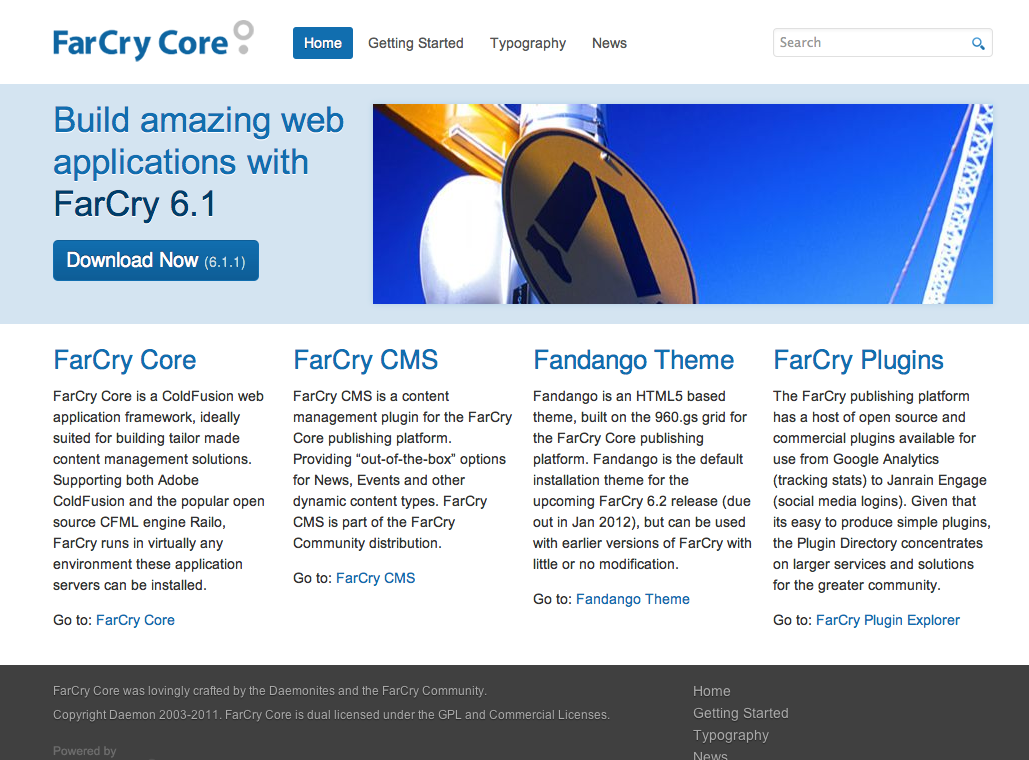 FarCry Core
Home
Getting Started
Typography
News
Search
Build amazing web
applications with
FarCry 6.1
Download Now (6.1.1)
FarCry Core
FarCry Core is a ColdFusion web
application framework, ideally
suited for building tailor made
content management solutions.
Supporting both Adobe
ColdFusion and the popular open
source CFML engine Railo,
FarCry runs in virtually any
environment these application
servers can be installed.
Go to: FarCry Core
FarCry CMS
FarCry CMS is a content
management plugin for the FarCry
Core publishing platform.
Providing “out-of-the-box” options
for News, Events and other
dynamic content types. FarCry
CMS is part of the FarCry
Community distribution.
Go to: FarCry CMS
Fandango Theme
Fandango is an HTML5 based
theme, built on the 960.gs grid for
the FarCry Core publishing
platform. Fandango is the default
installation theme for the
upcoming FarCry 6.2 release (due
out in Jan 2012), but can be used
with earlier versions of FarCry with
little or no modification.
Go to: Fandango Theme
FarCry Plugins
The FarCry publishing platform
has a host of open source and
commercial plugins available for
use from Google Analytics
(tracking stats) to Janrain Engage
(social media logins). Given that
its easy to produce simple plugins,
the Plugin Directory concentrates
on larger services and solutions
for the greater community.
Go to: FarCry Plugin Explorer
FarCry Core was lovingly crafted by the Daemonites and the FarCry Community.
Copyright Daemon 2003-2011. FarCry Core is dual licensed under the GPL and Commercial Licenses.
Powered by
Home
Getting Started
Typography
News